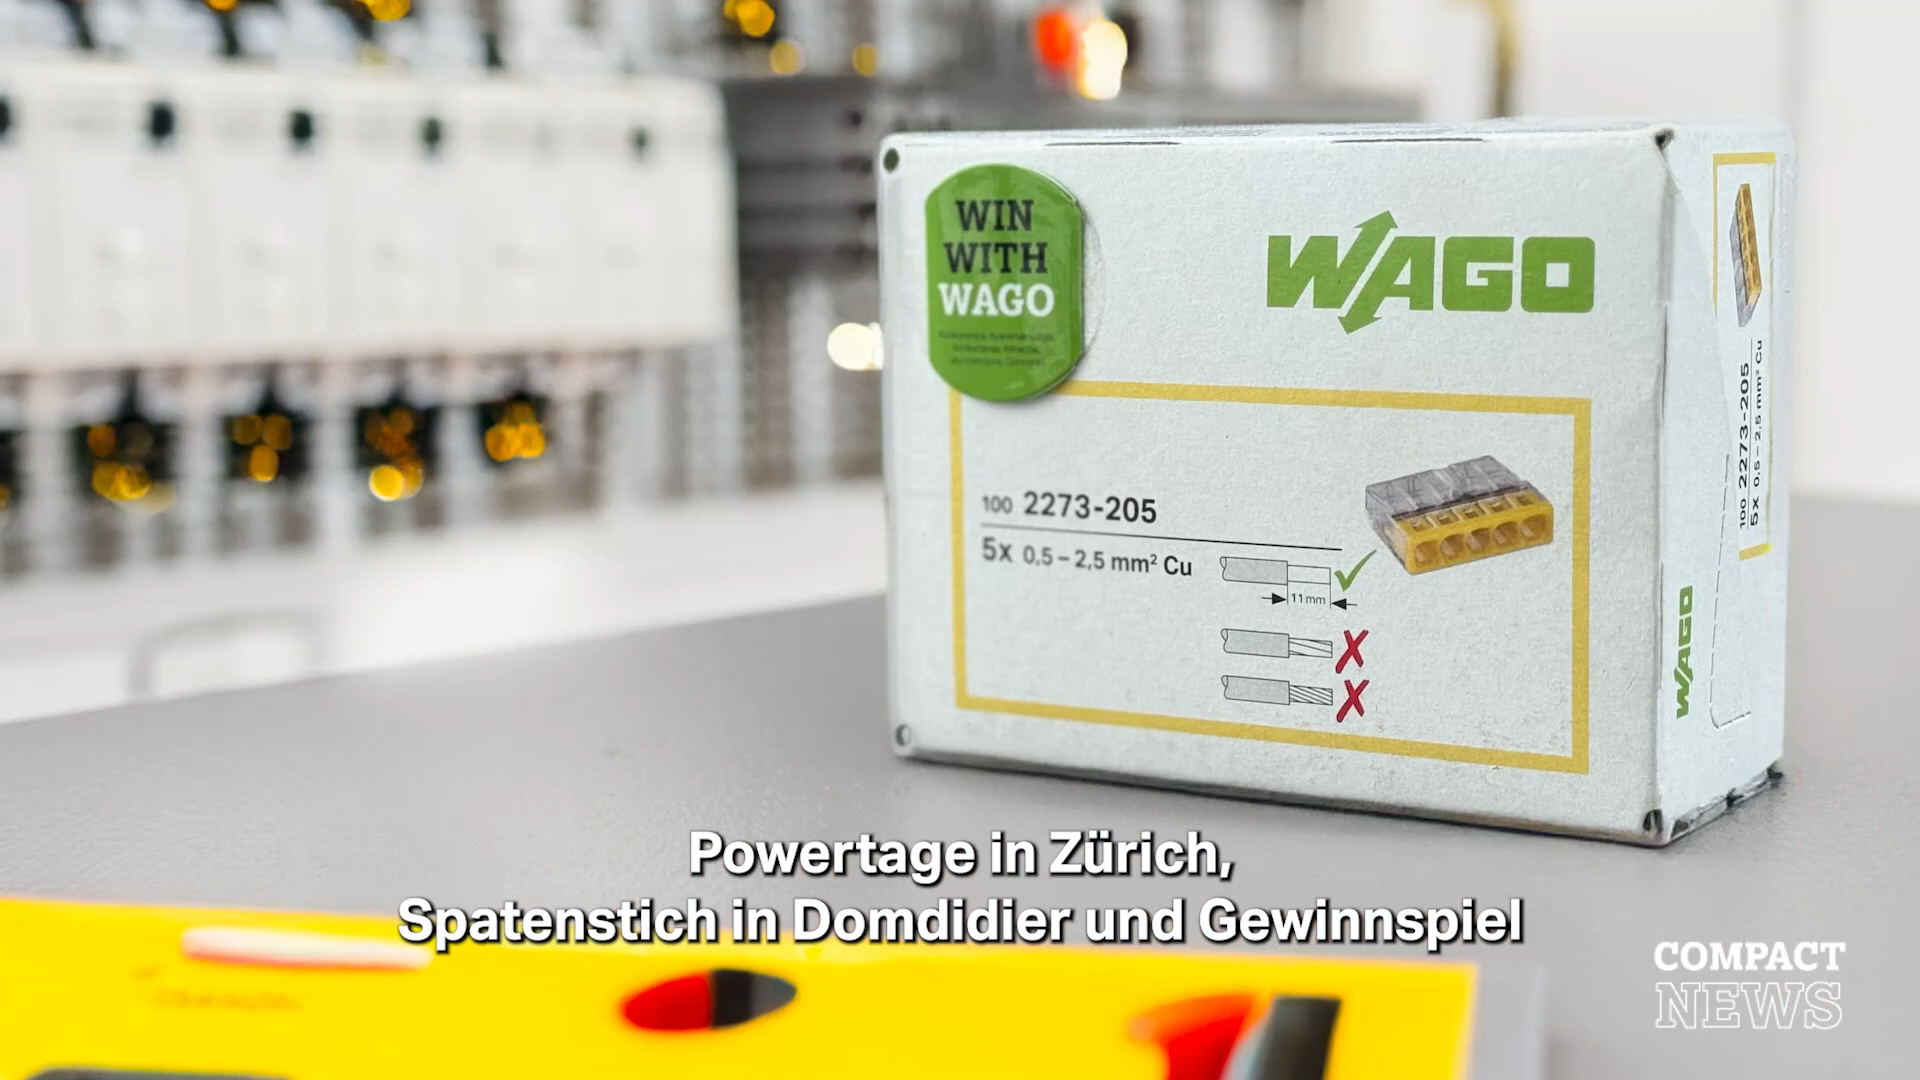 WIN
WITH
WAGO
WAGO
100 2273-205
5x 0,5 – 2,5 mm² Cu
11 mm
100 2273-205
5x 0,5 – 2,5 mm² Cu
WAGO
Powertage in Zürich,
Spatenstich in Domdidier und Gewinnspiel
COMPACT
NEWS